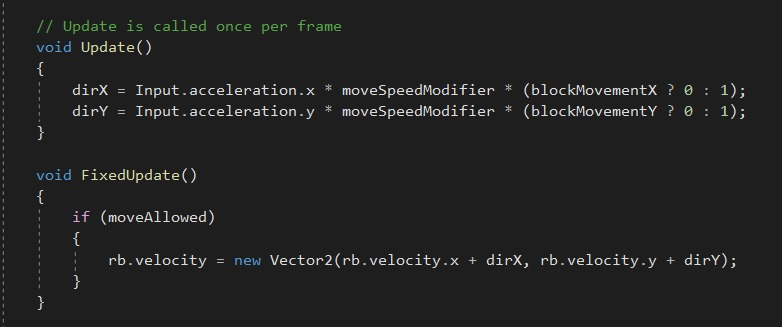 // Update is called once per frame
void Update()
{
dirX = Input.acceleration.x * moveSpeedModifier * (blockMovementX ? 0 : 1);
dirY = Input.acceleration.y * moveSpeedModifier * (blockMovementY ? 0 : 1);
}
void FixedUpdate()
{
if (moveAllowed)
{
rb.velocity = new Vector2(rb.velocity.x + dirX, rb.velocity.y + dirY);
}
}